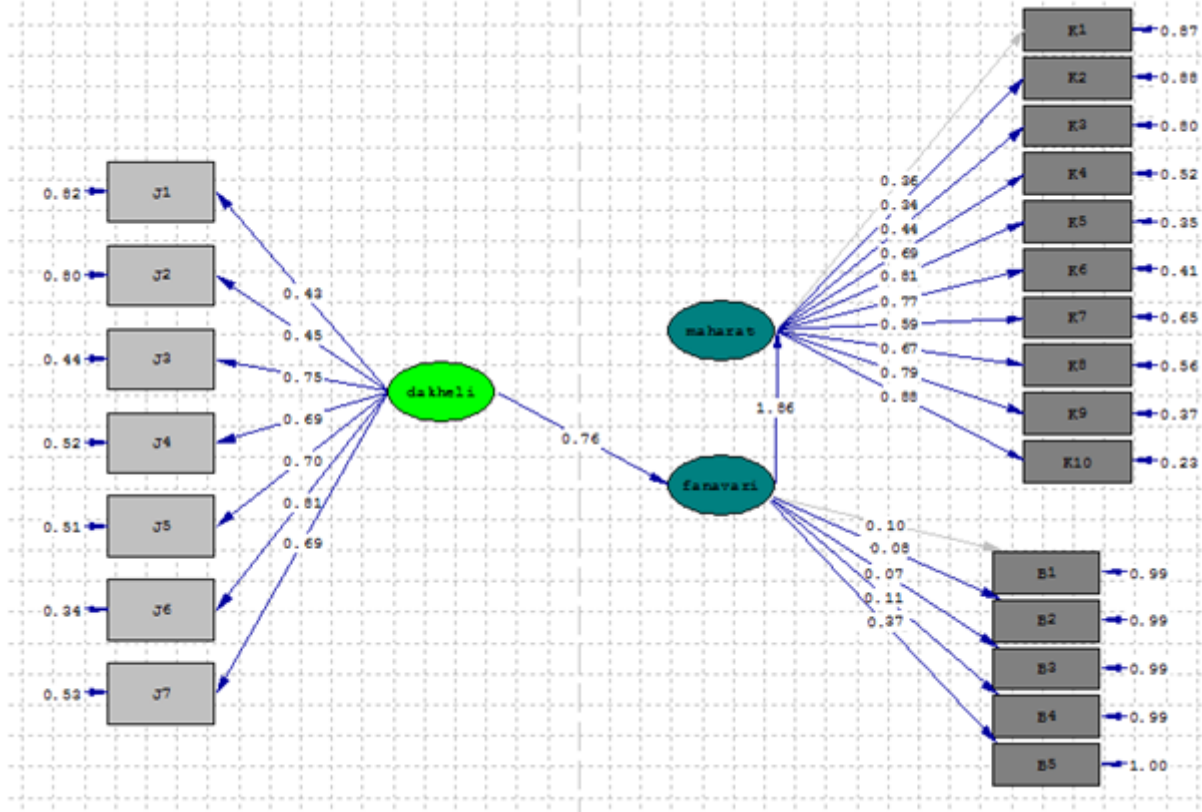 0.82 J1
0.80 J2
0.44 J3
0.52 J4
0.51 J5
0.34 J6
0.53 J7
0.43
0.45
0.75
0.69
0.70
0.81
0.69
dakheli
0.76
maharat
1.86
fanavari
0.36
0.34
0.44
0.69
0.81
0.77
0.59
0.67
0.79
0.88
K1 0.87
K2 0.88
K3 0.80
K4 0.52
K5 0.35
K6 0.41
K7 0.65
K8 0.56
K9 0.37
K10 0.23
0.10
0.08
0.07
0.11
0.37
B1 0.99
B2 0.99
B3 0.99
B4 0.99
B5 1.00